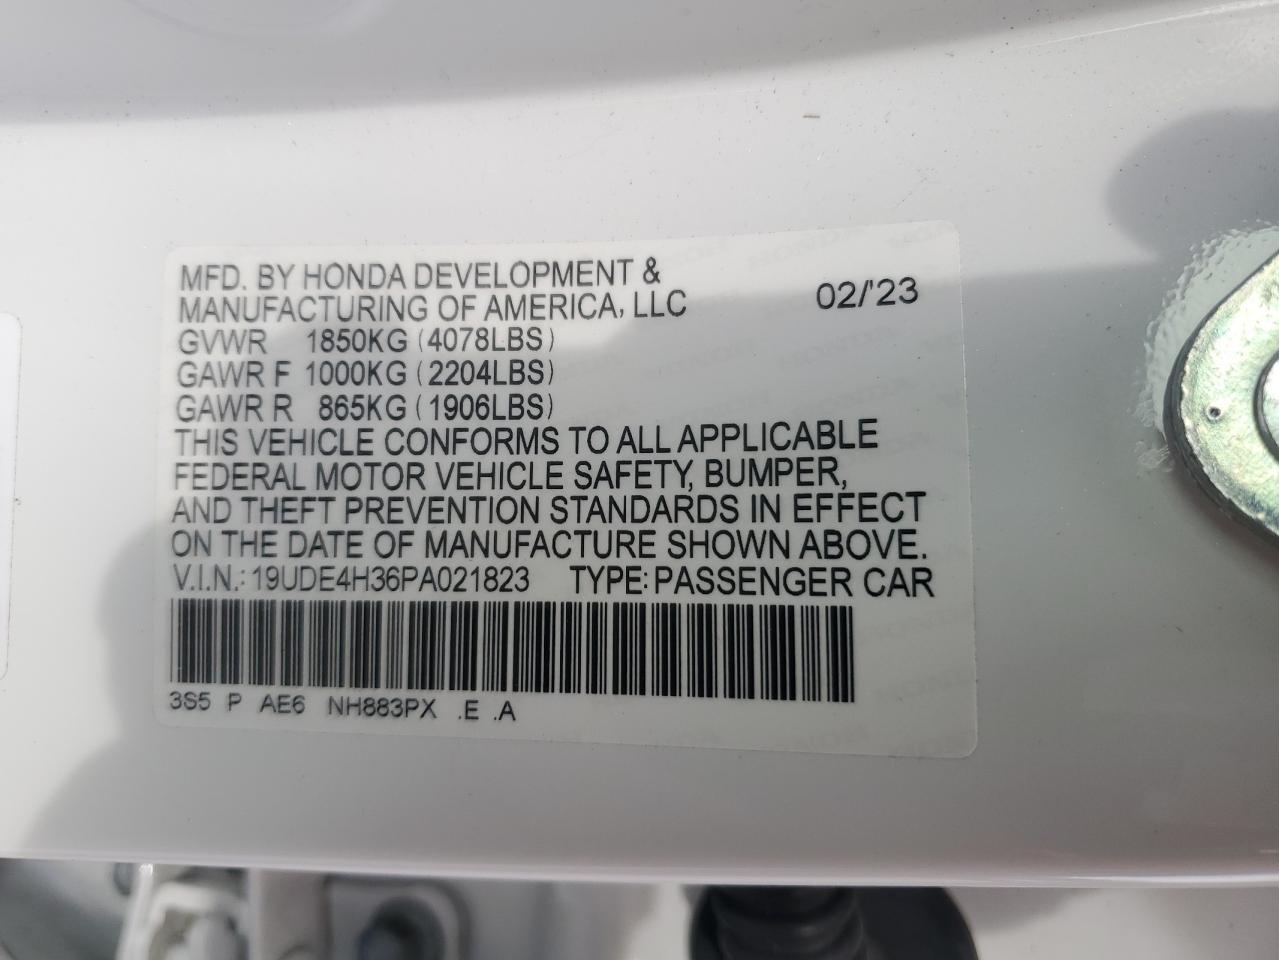 MFD. BY HONDA DEVELOPMENT &
MANUFACTURING OF AMERICA, LLC 02/'23
GVWR 1850KG (4078LBS)
GAWR F 1000KG (2204LBS)
GAWR R 865KG (1906LBS)
THIS VEHICLE CONFORMS TO ALL APPLICABLE
FEDERAL MOTOR VEHICLE SAFETY, BUMPER,
AND THEFT PREVENTION STANDARDS IN EFFECT
ON THE DATE OF MANUFACTURE SHOWN ABOVE.
V.I.N.: 19UDE4H36PA021823 TYPE: PASSENGER CAR
3S5 P AE6 NH883PX .E .A